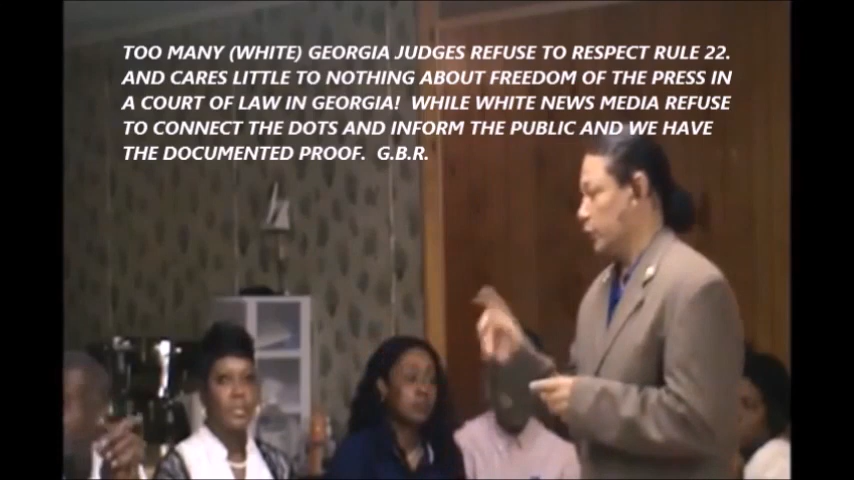 TOO MANY (WHITE) GEORGIA JUDGES REFUSE TO RESPECT RULE 22.
AND CARES LITTLE TO NOTHING ABOUT FREEDOM OF THE PRESS IN
A COURT OF LAW IN GEORGIA! WHILE WHITE NEWS MEDIA REFUSE
TO CONNECT THE DOTS AND INFORM THE PUBLIC AND WE HAVE
THE DOCUMENTED PROOF. G.B.R.